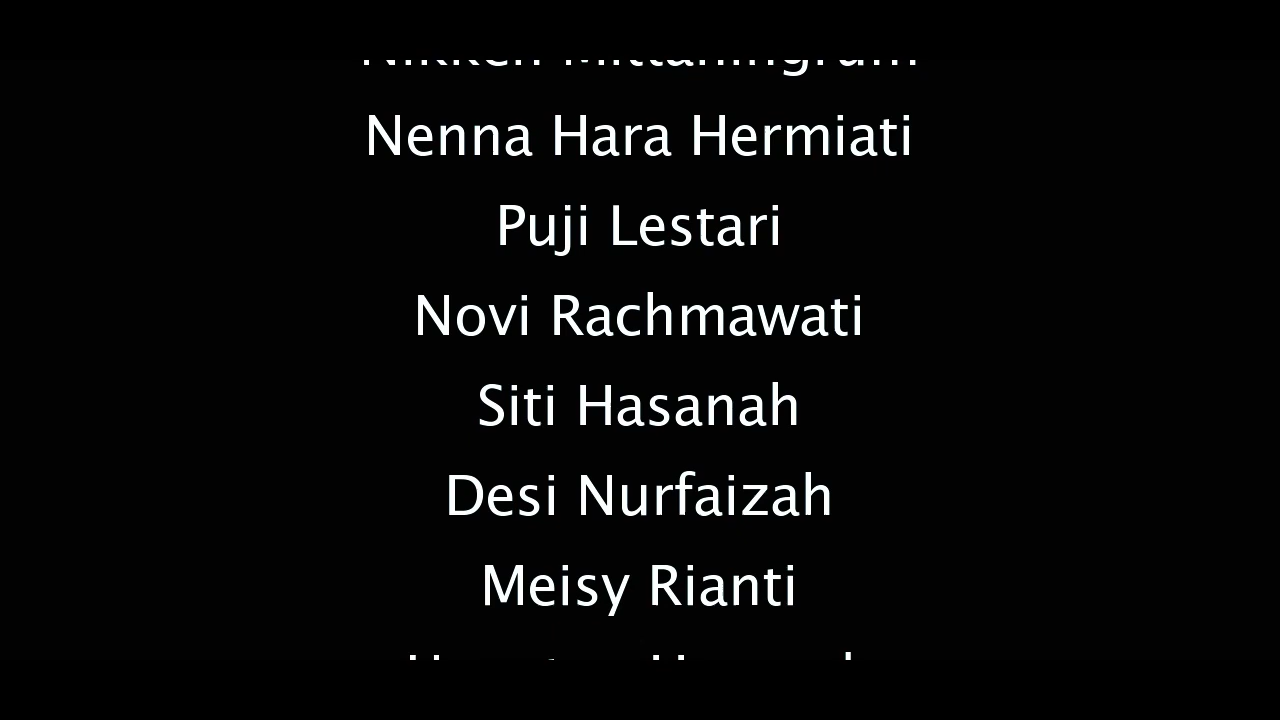 Nenna Hara Hermiati
Puji Lestari
Novi Rachmawati
Siti Hasanah
Desi Nurfaizah
Meisy Rianti